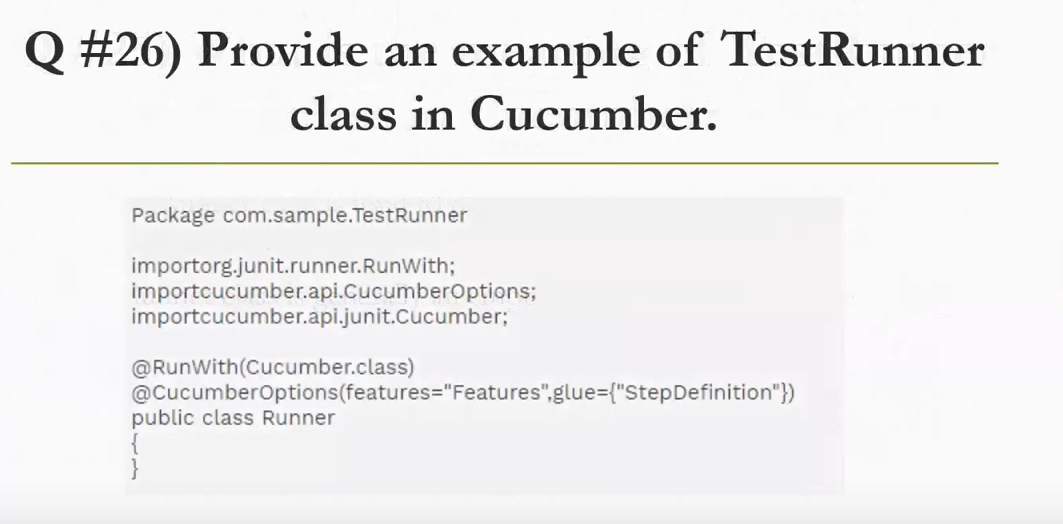 Q #26) Provide an example of TestRunner
class in Cucumber.
Package com.sample.TestRunner
importorg.junit.runner.RunWith;
importcucumber.api.CucumberOptions;
importcucumber.api.junit.Cucumber;
@RunWith(Cucumber.class)
@CucumberOptions(features="Features",glue={"StepDefinition"})
public class Runner
{
}